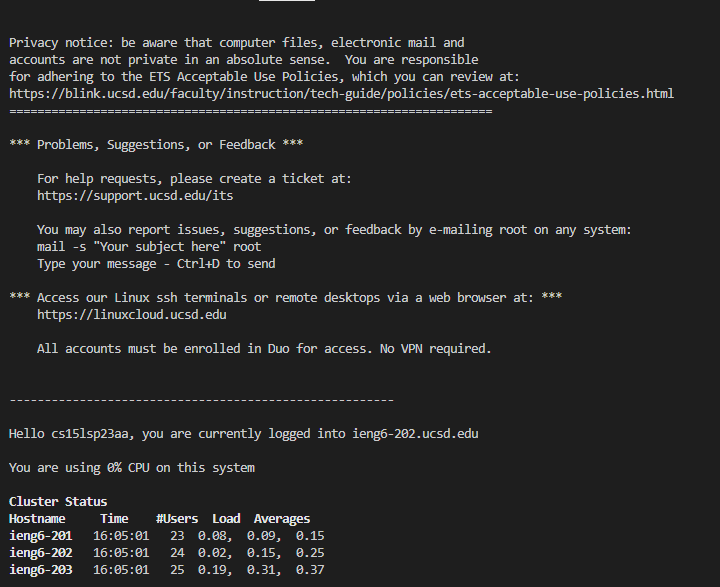 Privacy notice: be aware that computer files, electronic mail and
accounts are not private in an absolute sense.  You are responsible
for adhering to the ETS Acceptable Use Policies, which you can review at:
https://blink.ucsd.edu/faculty/instruction/tech-guide/policies/ets-acceptable-use-policies.html
=====================================================================
*** Problems, Suggestions, or Feedback ***
For help requests, please create a ticket at:
https://support.ucsd.edu/its
You may also report issues, suggestions, or feedback by e-mailing root on any system:
mail -s "Your subject here" root
Type your message - Ctrl+D to send
*** Access our Linux ssh terminals or remote desktops via a web browser at: ***
https://linuxcloud.ucsd.edu
All accounts must be enrolled in Duo for access. No VPN required.
-------------------------------------------------------
Hello cs15lsp23aa, you are currently logged into ieng6-202.ucsd.edu
You are using 0% CPU on this system
Cluster Status
Hostname     Time    #Users  Load  Averages
ieng6-201   16:05:01   23  0.08,  0.09,  0.15
ieng6-202   16:05:01   24  0.02,  0.15,  0.25
ieng6-203   16:05:01   25  0.19,  0.31,  0.37